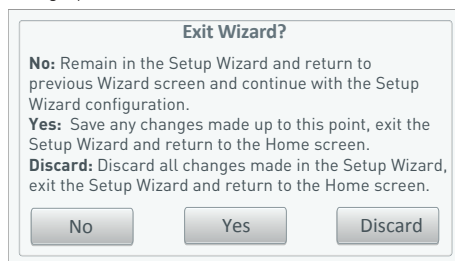 Exit Wizard?
No: Remain in the Setup Wizard and return to
previous Wizard screen and continue with the Setup
Wizard configuration.
Yes: Save any changes made up to this point, exit the
Setup Wizard and return to the Home screen.
Discard: Discard all changes made in the Setup Wizard,
exit the Setup Wizard and return to the Home screen.
No Yes Discard